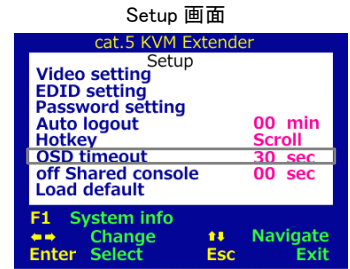 Setup 画面
cat.5 KVM Extender
Setup
Video setting
EDID setting
Password setting
Auto logout 00 min
Hotkey Scroll
OSD timeout 30 sec
off Shared console 00 sec
Load default
F1 System info
⬅➡ Change ⬆⬇ Navigate
Enter Select Esc Exit